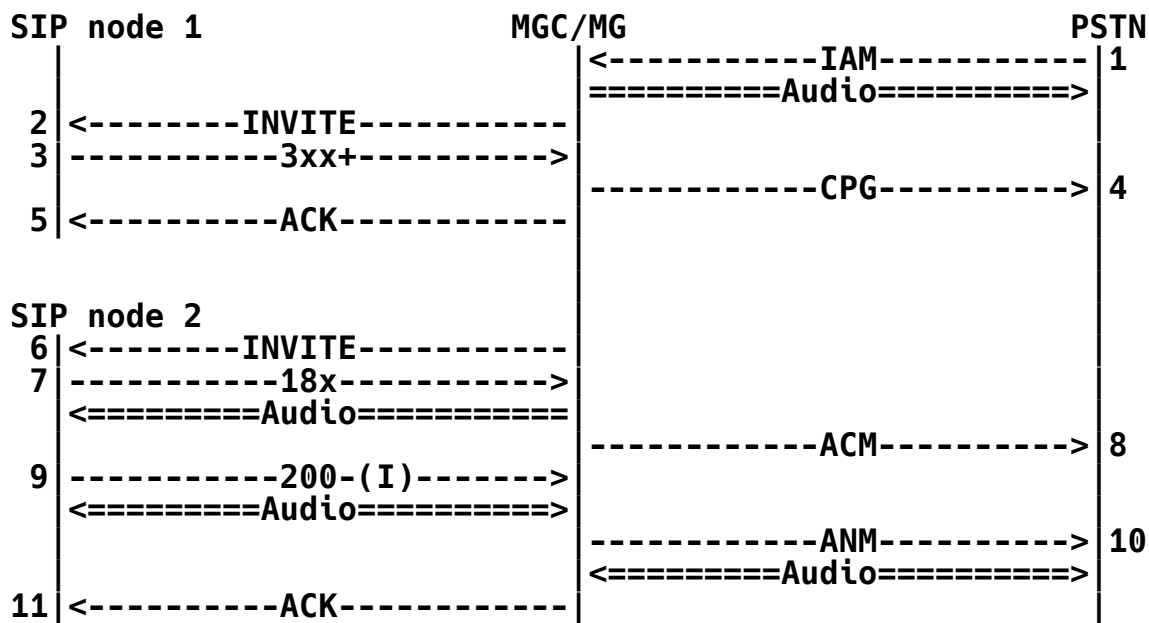 SIP node 1 MGC/MG PSTN
|<-----------IAM-----------|1
==========Audio==========>
2|<--------INVITE-----------|
3|-----------3xx+---------->|
|------------CPG---------->|4
5|<----------ACK------------|
SIP node 2
6|<--------INVITE-----------|
7|-----------18x----------->|
<=========Audio===========
|------------ACM---------->|8
9|-----------200-(I)------->|
<=========Audio==========>
|------------ANM---------->|10
<=========Audio=========>
11|<----------ACK------------|